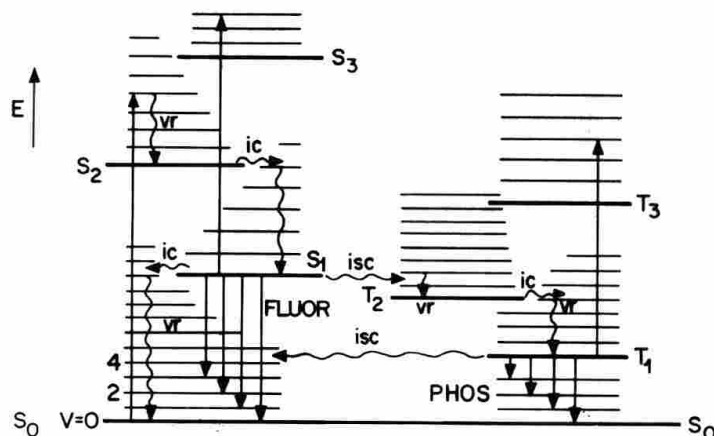 S3
E
vr
ic
S2
T3
ic
S1
isc
ic
FLUOR
T2
vr
vr
vr
isc
4
T1
2
PHOS
S0
V=0
S0